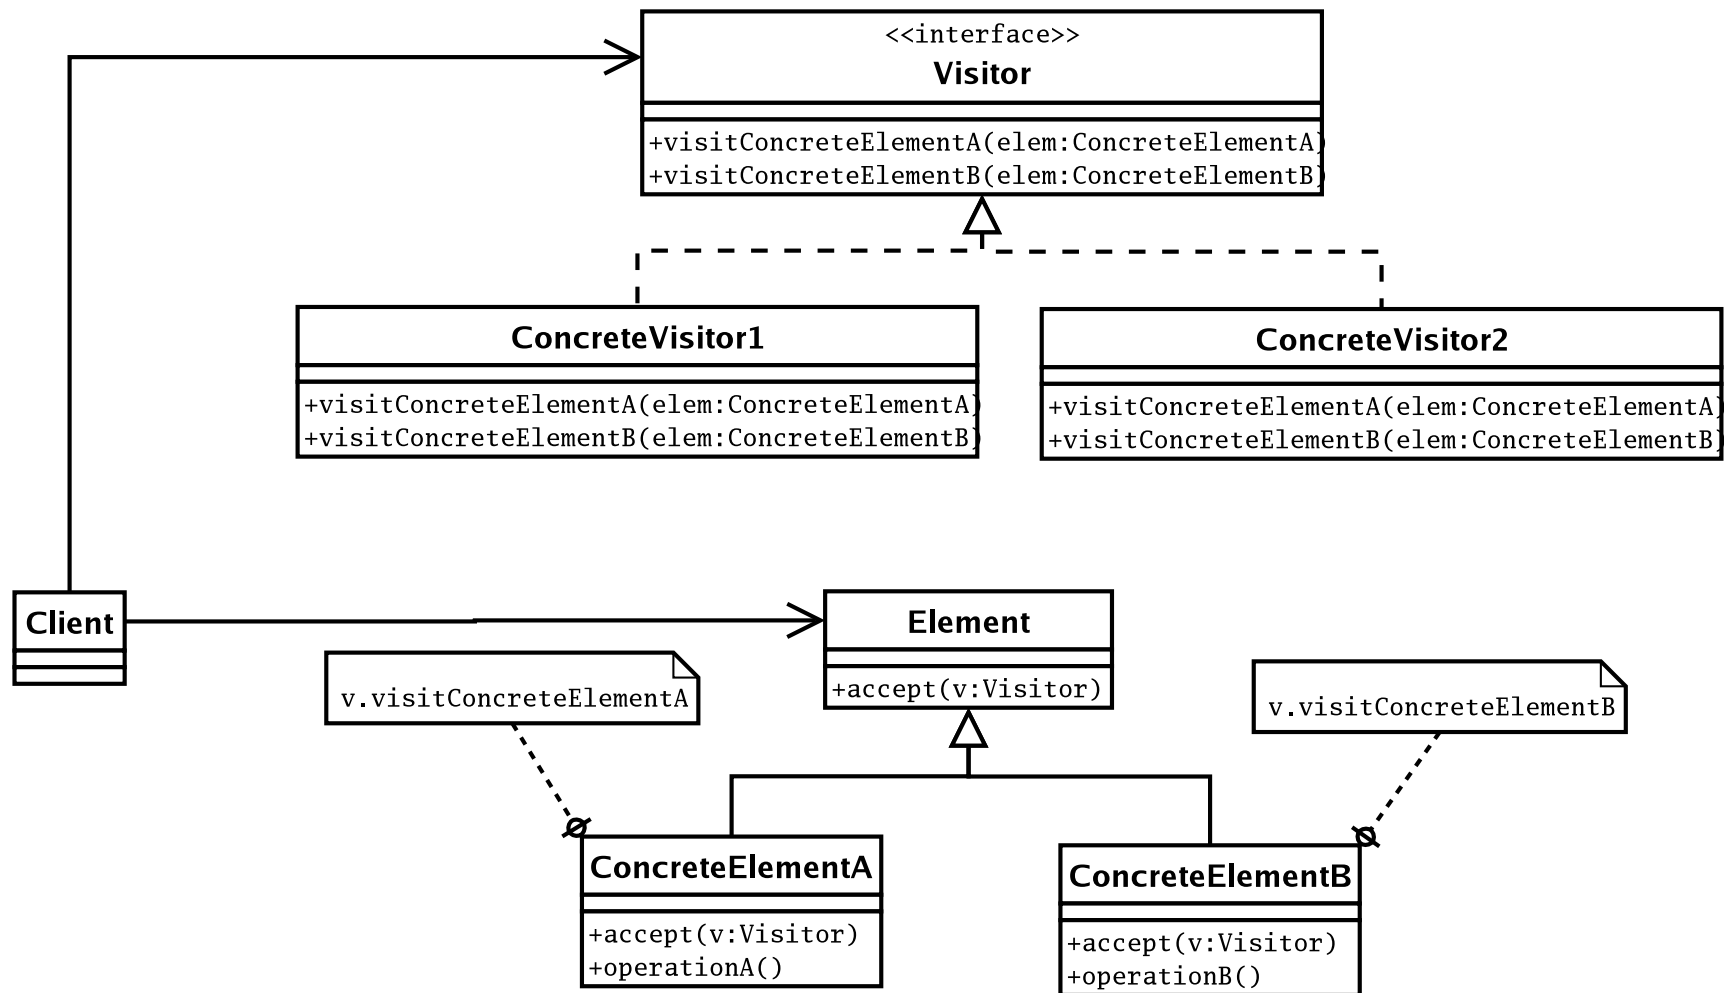 <<interface>>
Visitor
+visitConcreteElementA(elem:ConcreteElementA)
+visitConcreteElementB(elem:ConcreteElementB)
ConcreteVisitor1
+visitConcreteElementA(elem:ConcreteElementA)
+visitConcreteElementB(elem:ConcreteElementB)
ConcreteVisitor2
+visitConcreteElementA(elem:ConcreteElementA)
+visitConcreteElementB(elem:ConcreteElementB)
Client
Element
+accept(v:Visitor)
v.visitConcreteElementA
v.visitConcreteElementB
ConcreteElementA
+accept(v:Visitor)
+operationA()
ConcreteElementB
+accept(v:Visitor)
+operationB()